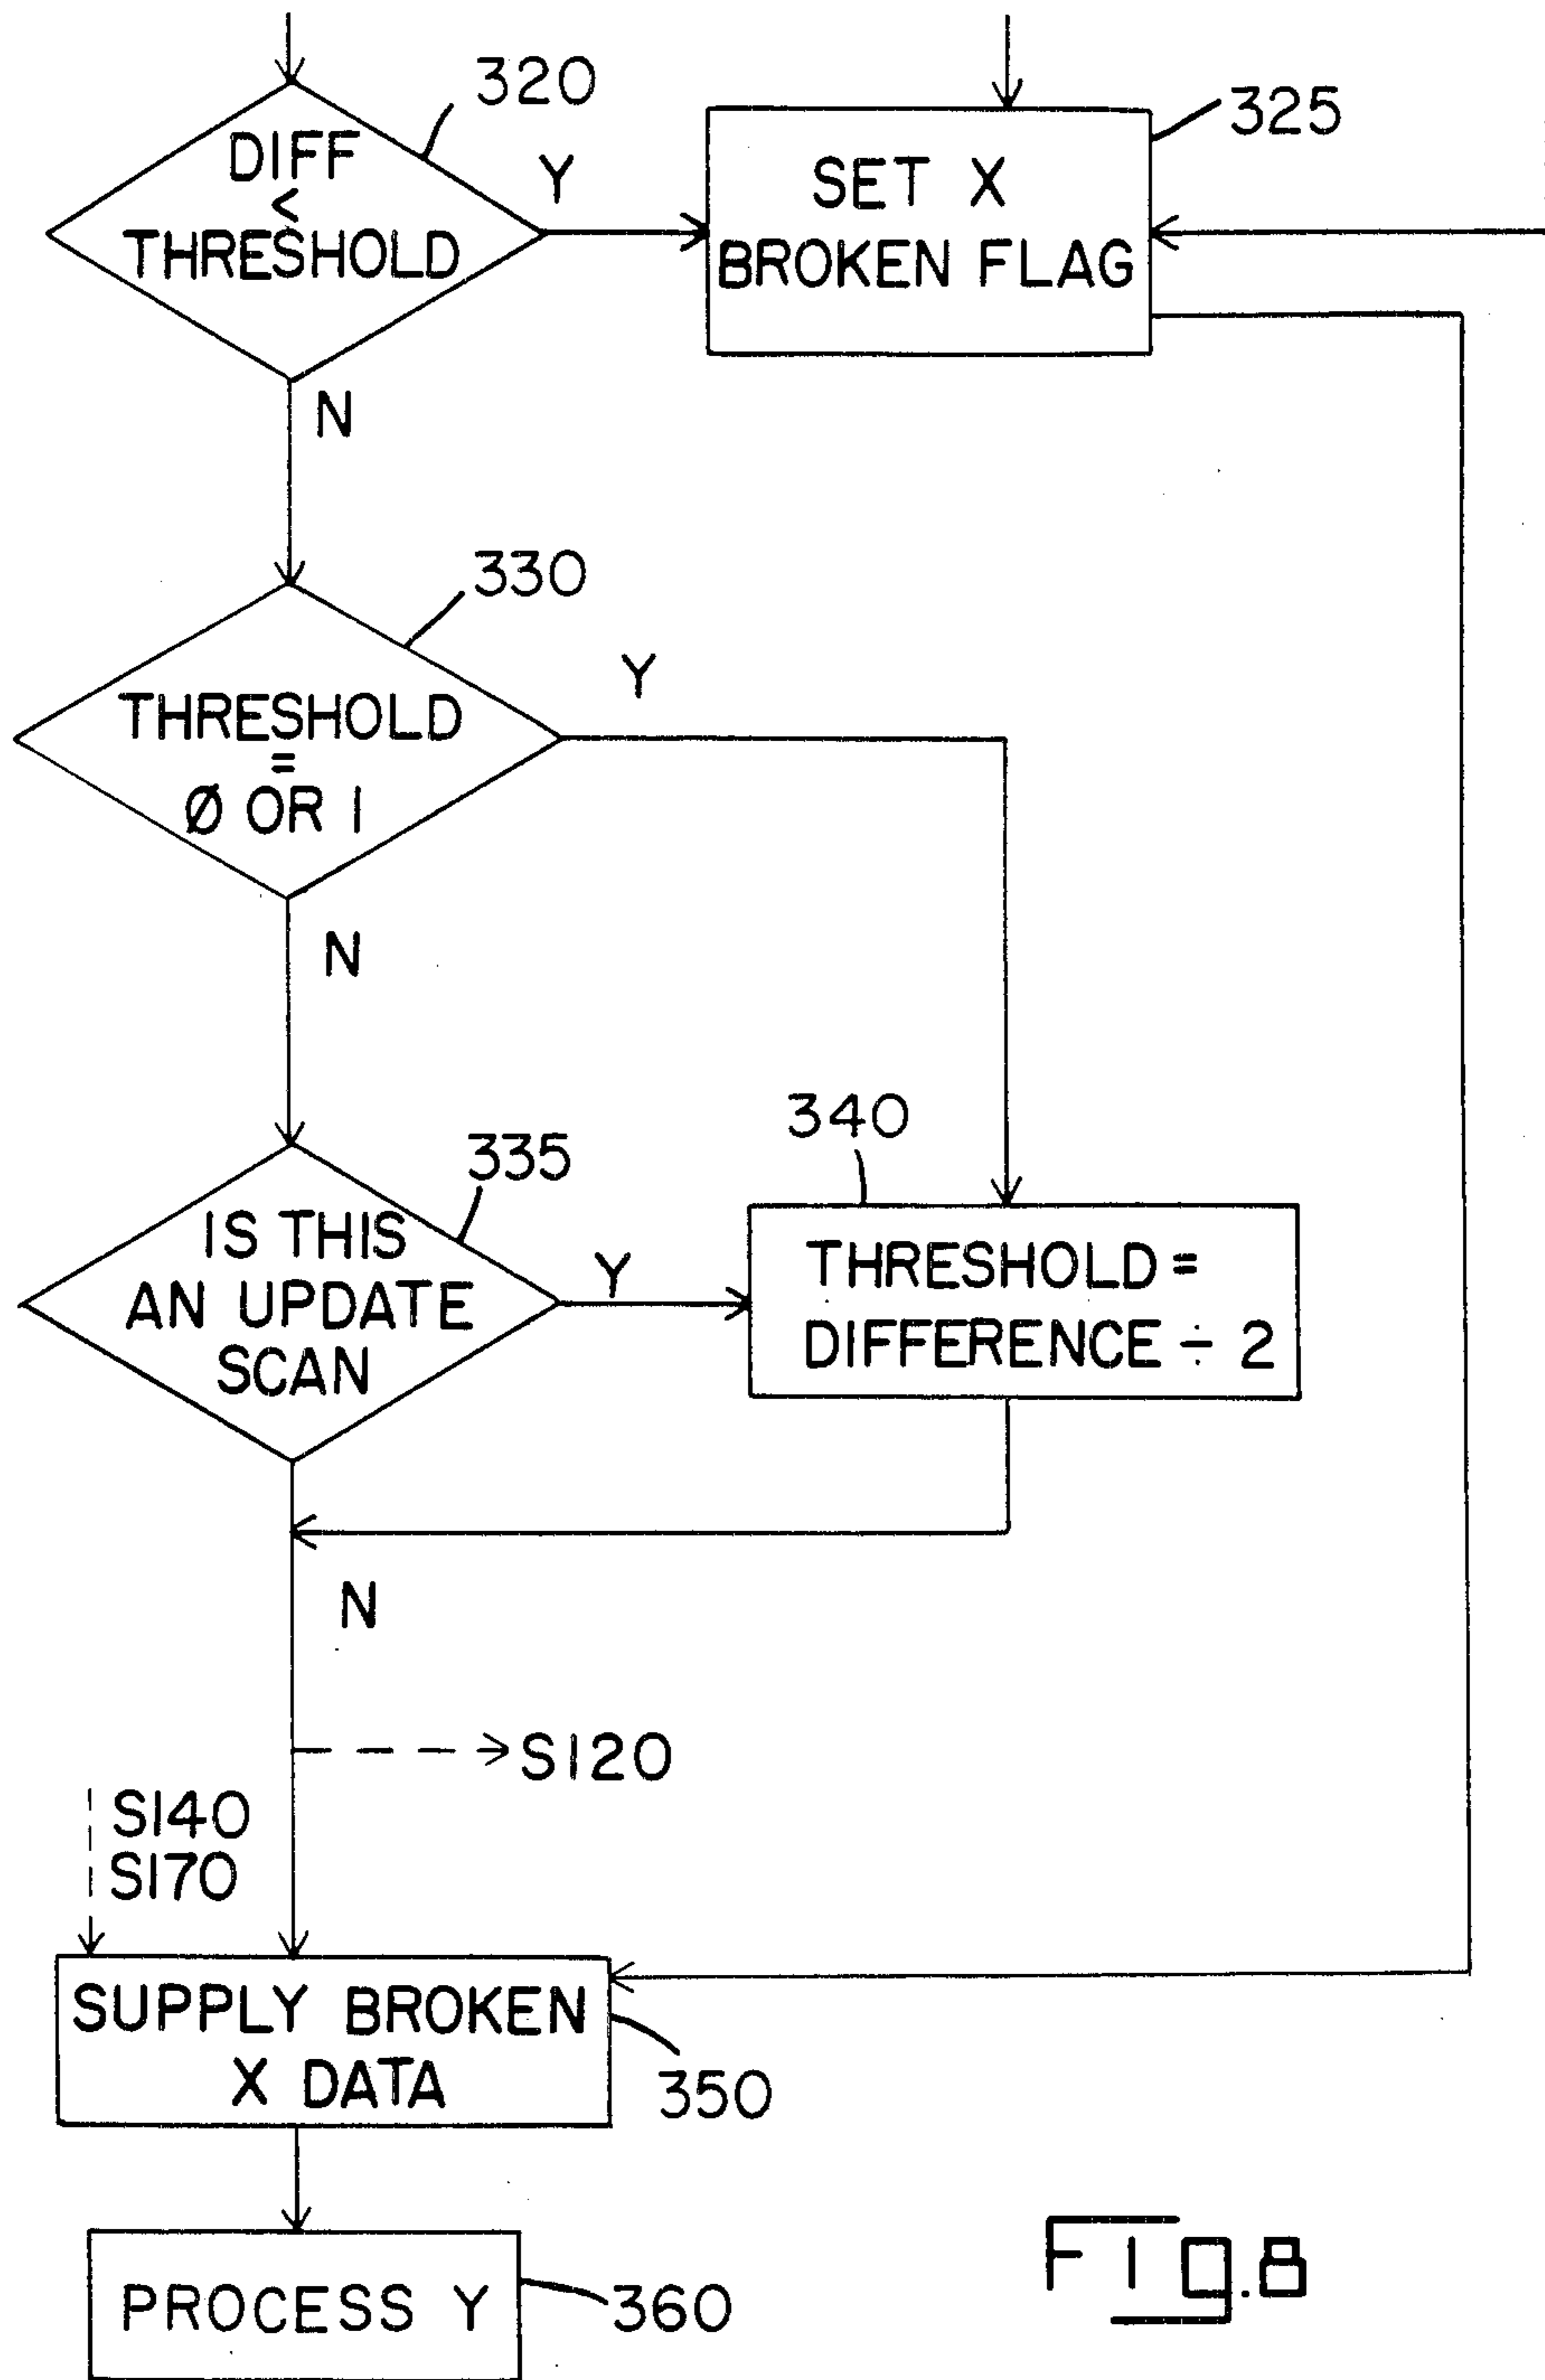 320
DIFF
<
THRESHOLD
Y
325
SET X
BROKEN FLAG
N
330
THRESHOLD
=
Ø OR 1
Y
N
335
IS THIS
AN UPDATE
SCAN
Y
340
THRESHOLD =
DIFFERENCE ÷ 2
N
S120
S140
S170
SUPPLY BROKEN
X DATA
350
PROCESS Y
360
Fig.8